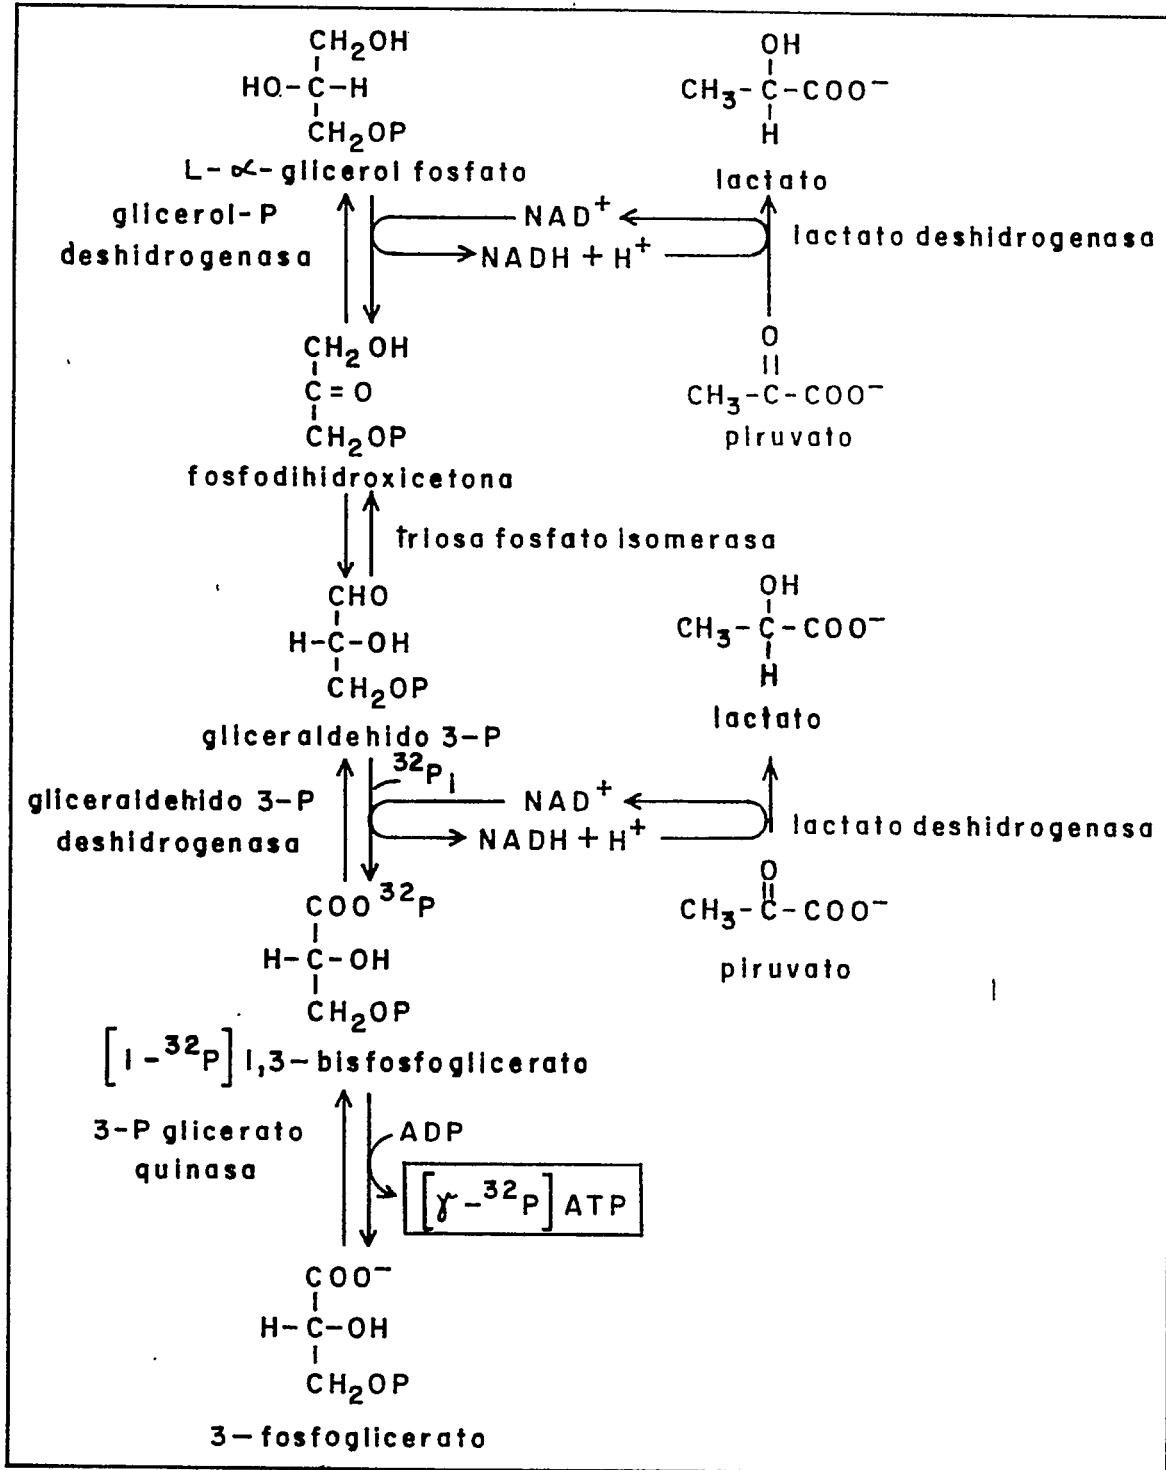 CH2OH
HO-C-H
CH2OP
L-α-glicerol fosfato
OH
CH3-C-COO-
H
lactato
glicerol-P
deshidrogenasa
NAD+
NADH + H+
lactato deshidrogenasa
CH2OH
C=O
CH2OP
fosfodihidroxicetona
O
CH3-C-COO-
piruvato
triosa fosfato isomerasa
CHO
H-C-OH
CH2OP
gliceraldehido 3-P
OH
CH3-C-COO-
H
lactato
gliceraldehido 3-P
deshidrogenasa
32Pi
NAD+
NADH + H+
lactato deshidrogenasa
COO32P
H-C-OH
CH2OP
[1-32P] 1,3-bisfosfoglicerato
O
CH3-C-COO-
piruvato
3-P glicerato
quinasa
ADP
[γ-32P] ATP
COO-
H-C-OH
CH2OP
3-fosfoglicerato